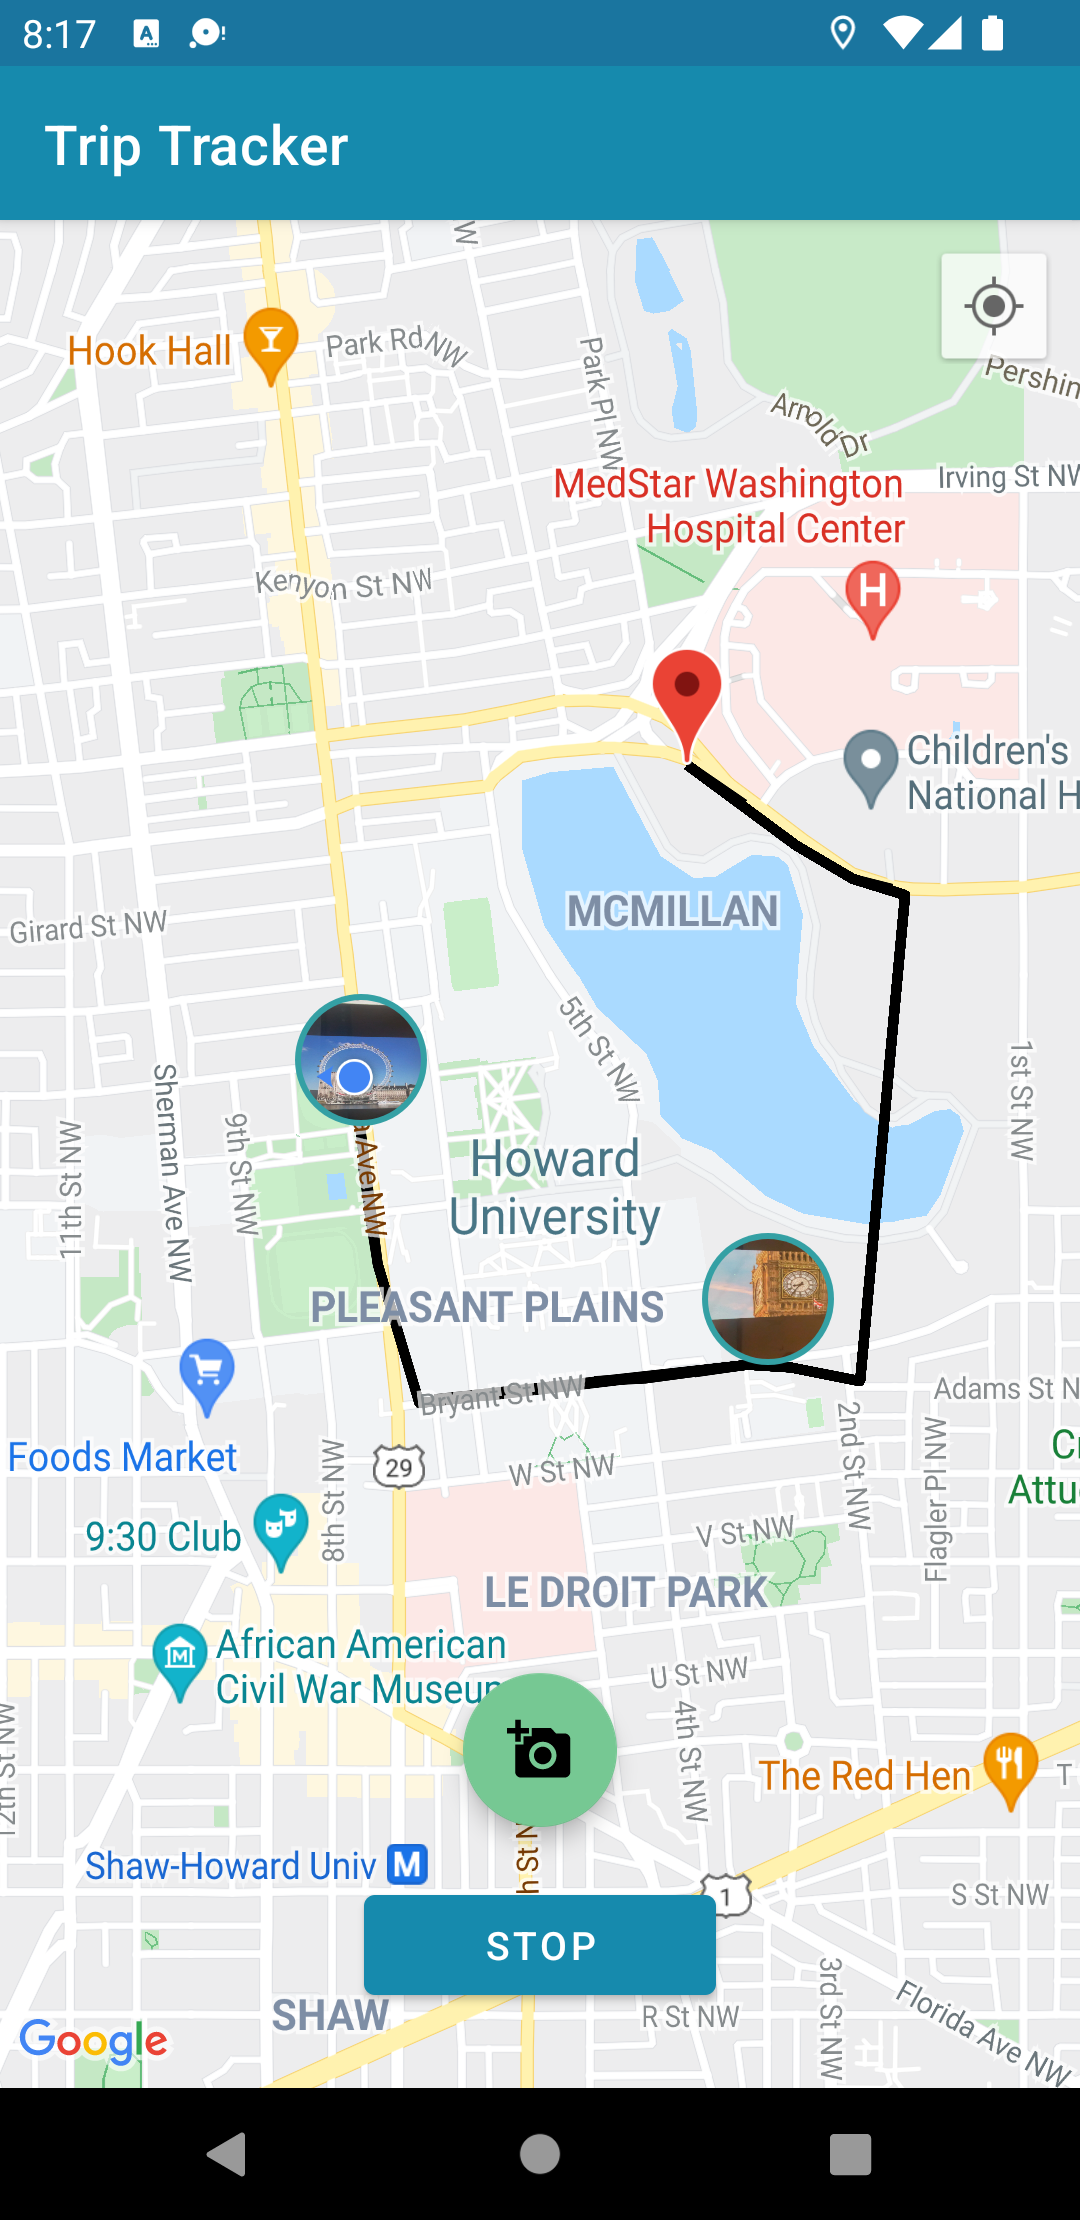 8:17
Trip Tracker
W
Hook Hall
Park Rd NW
Park Pl NW
Arnold Dr
Pershin
MedStar Washington
Hospital Center
Irving St NW
H
Kenyon St NW
Children's
National H
MCMILLAN
Girard St NW
5th St NW
1st St NW
Sherman Ave NW
11th St NW
9th St NW
a Ave NW
Howard
University
PLEASANT PLAINS
Bryant St NW
Adams St N
Foods Market
29
8th St NW
W St NW
2nd St NW
Flagler Pl NW
Cr
Attu
9:30 Club
V St NW
LE DROIT PARK
African American
Civil War Museum
U St NW
4th St NW
12th St NW
The Red Hen
T
h St N
Shaw-Howard Univ M
1
S St NW
STOP
SHAW
R St NW
3rd St NW
Florida Ave NW
Google